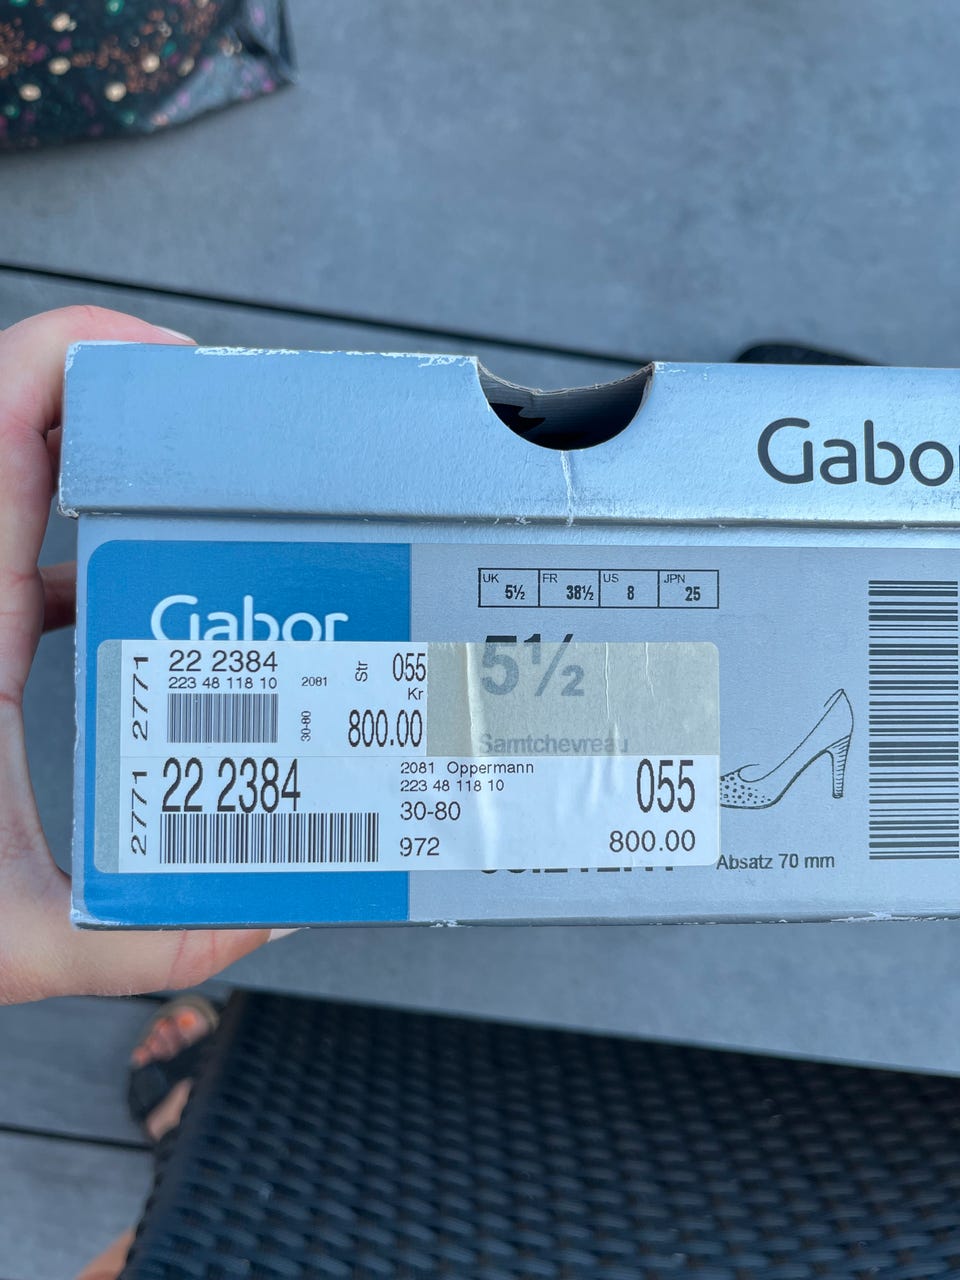 Gabor
UK 5½ FR 38½ US 8 JPN 25
Gabor
5½
Samtchevreau
2771
22 2384
223 48 118 10 2081
Str 055
Kr
30-80
800.00
2771
22 2384
2081 Oppermann
223 48 118 10
30-80
972
055
800.00
Absatz 70 mm